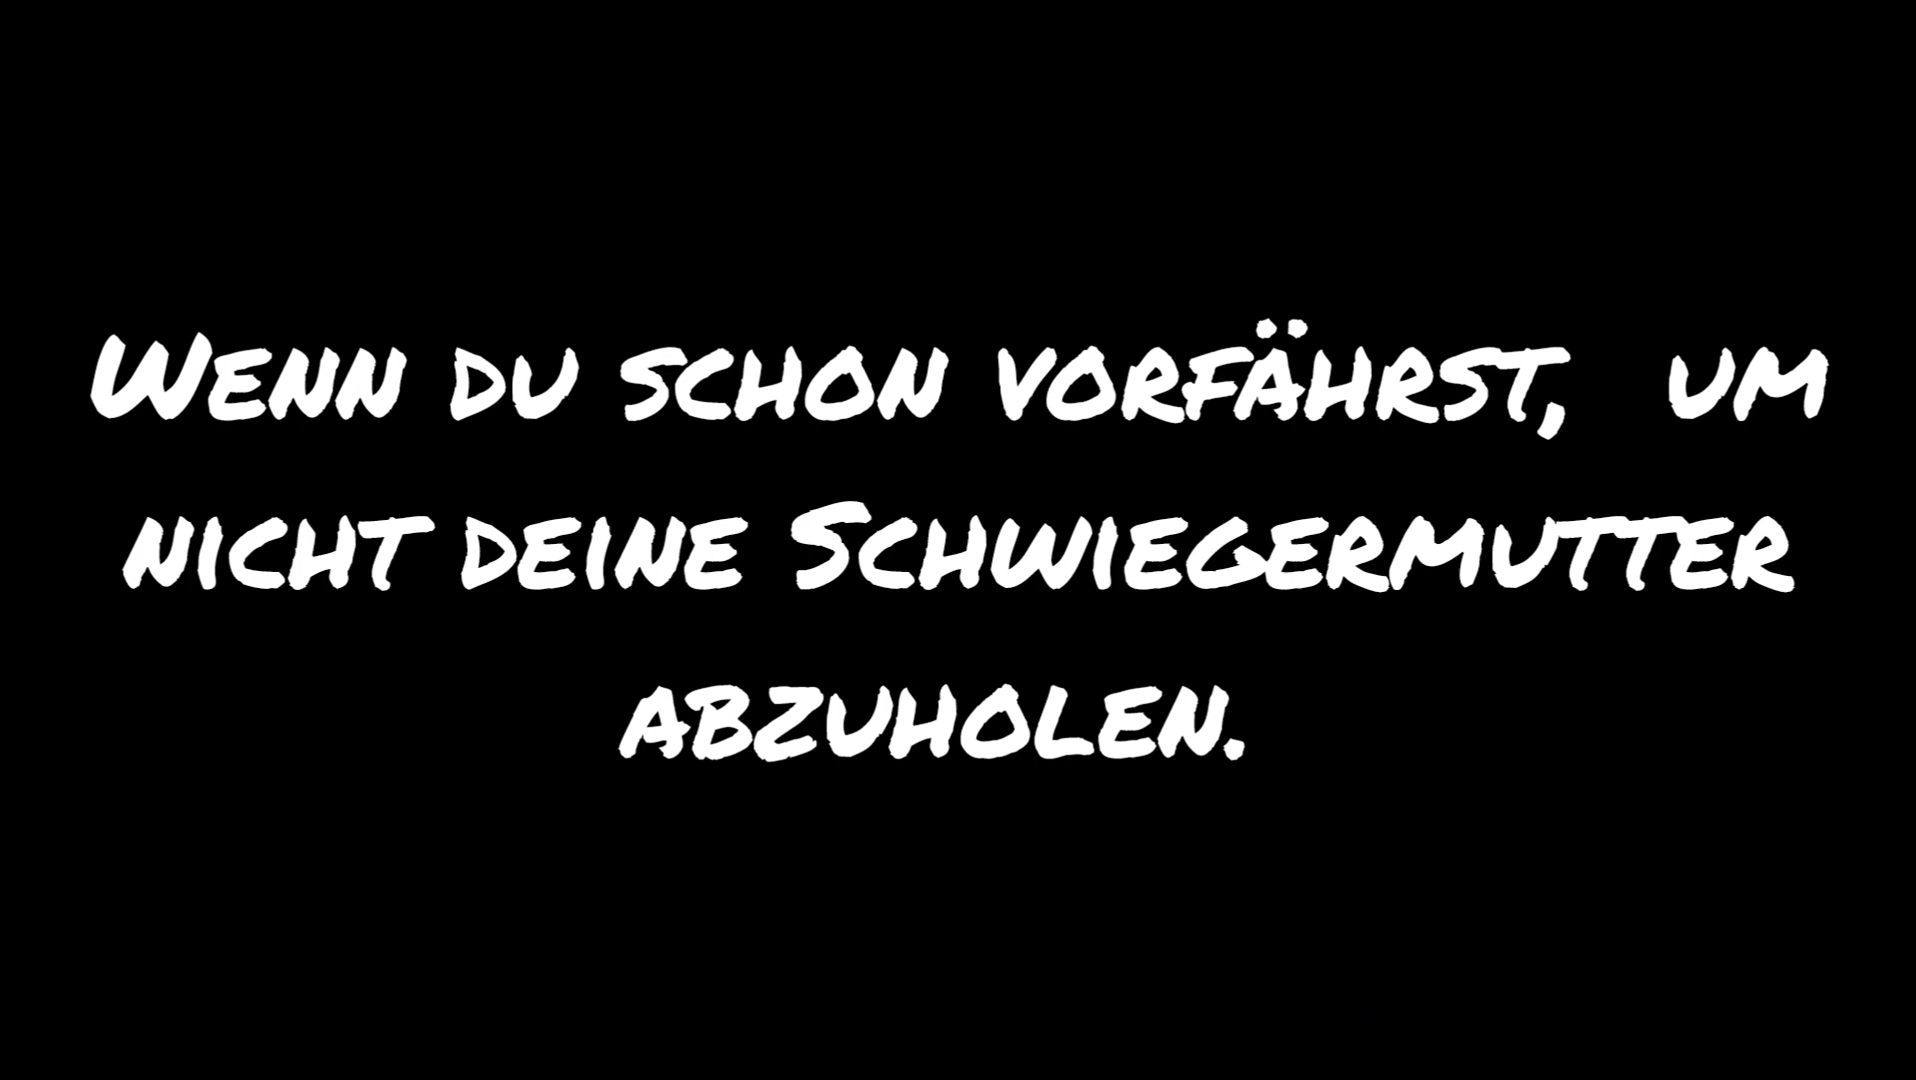 Wenn du schon vorfährst, um
nicht deine Schwiegermutter
abzuholen.